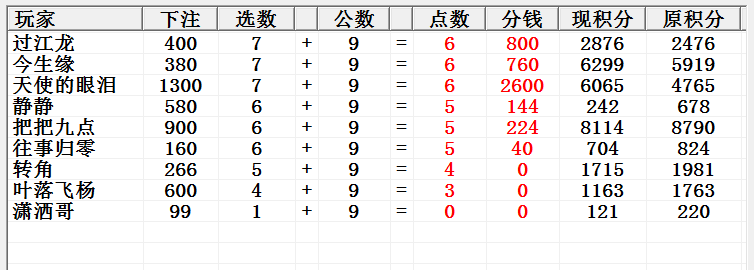 玩家 下注 选数 公数 点数 分钱 现积分 原积分
过江龙 400 7 + 9 = 6 800 2876 2476
今生缘 380 7 + 9 = 6 760 6299 5919
天使的眼泪 1300 7 + 9 = 6 2600 6065 4765
静静 580 6 + 9 = 5 144 242 678
把把九点 900 6 + 9 = 5 224 8114 8790
往事归零 160 6 + 9 = 5 40 704 824
转角 266 5 + 9 = 4 0 1715 1981
叶落飞杨 600 4 + 9 = 3 0 1163 1763
潇洒哥 99 1 + 9 = 0 0 121 220